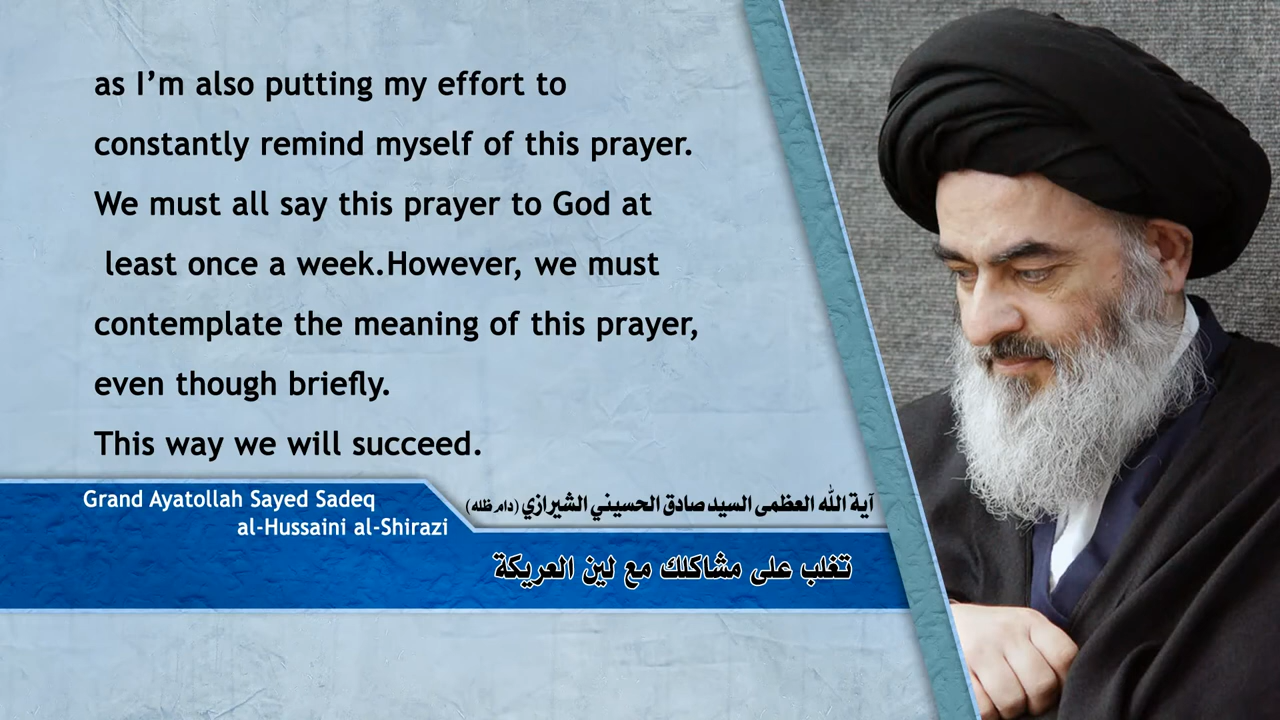 as I’m also putting my effort to
constantly remind myself of this prayer.
We must all say this prayer to God at
least once a week.However, we must
contemplate the meaning of this prayer,
even though briefly.
This way we will succeed.
Grand Ayatollah Sayed Sadeq
al-Hussaini al-Shirazi
آية الله العظمى السيد صادق الحسيني الشيرازي (دام ظله)
تغلب على مشاكلك مع لين العريكة